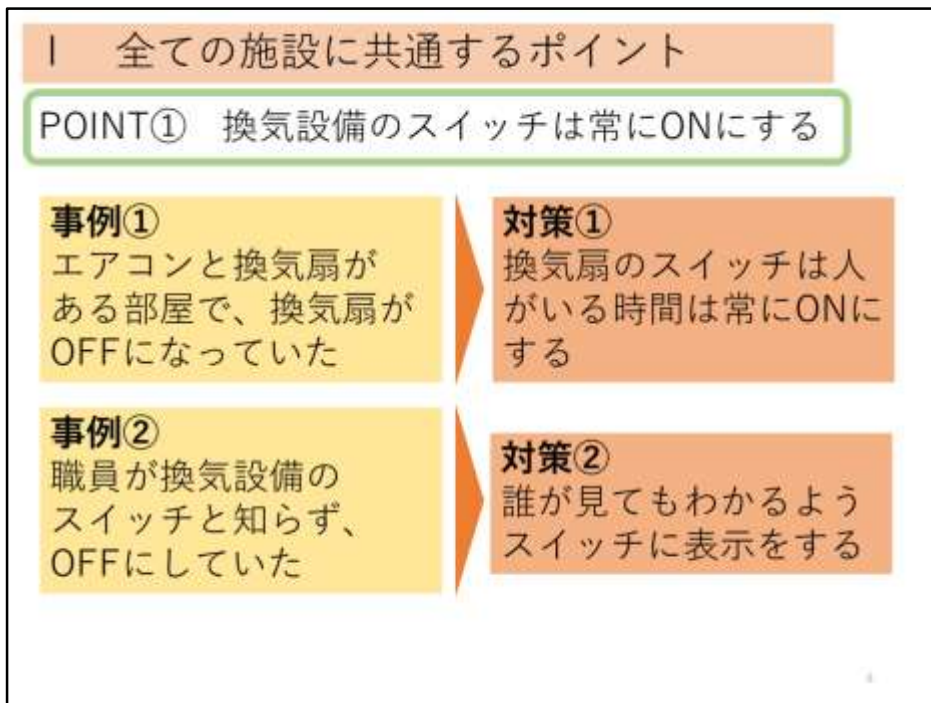 Ⅰ　全ての施設に共通するポイント
POINT①　換気設備のスイッチは常にONにする
事例①
エアコンと換気扇が
ある部屋で、換気扇が
OFFになっていた
対策①
換気扇のスイッチは人
がいる時間は常にONに
する
事例②
職員が換気設備の
スイッチと知らず、
OFFにしていた
対策②
誰が見てもわかるよう
スイッチに表示をする